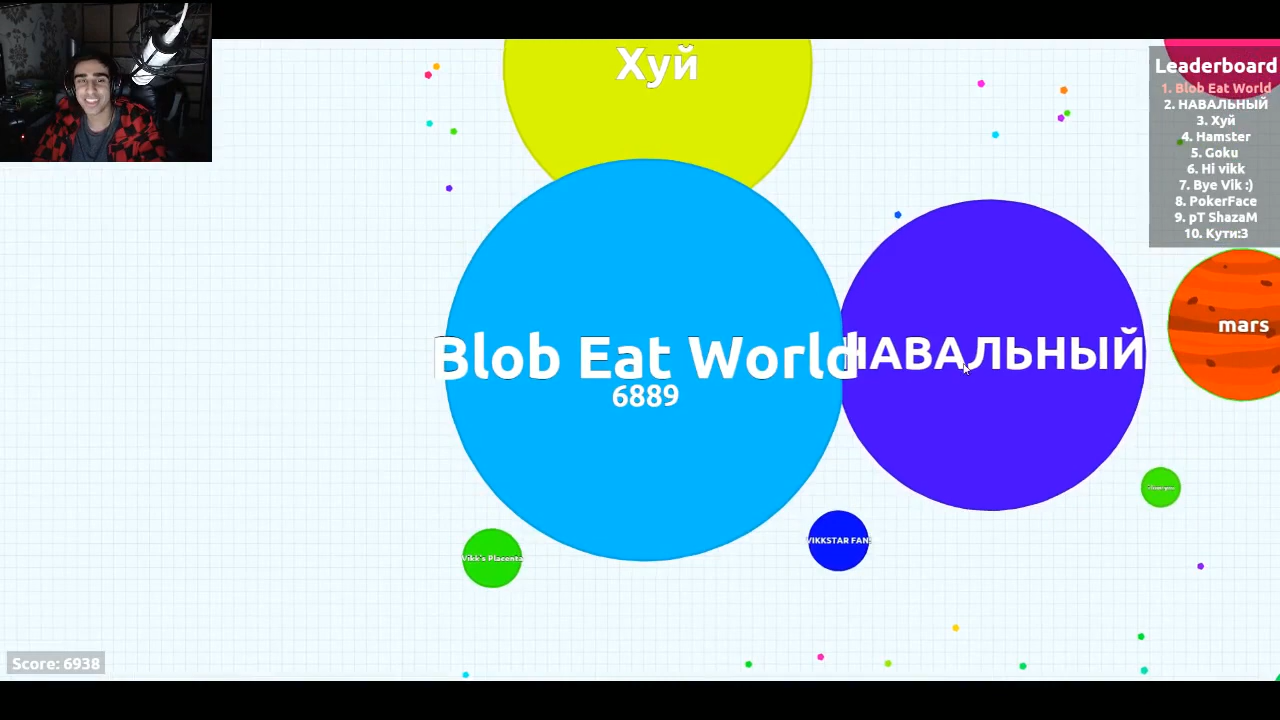 Хуй
Leaderboard
1. Blob Eat World
2. НАВАЛЬНЫЙ
3. Хуй
4. Hamster
5. Goku
6. Hi vikk
7. Bye Vik :)
8. PokerFace
9. pT ShazaM
10. Кути:3
mars
Blob Eat World
6889
НАВАЛЬНЫЙ
VIKKSTAR FANS
Vikk's Placenta
Score: 6938